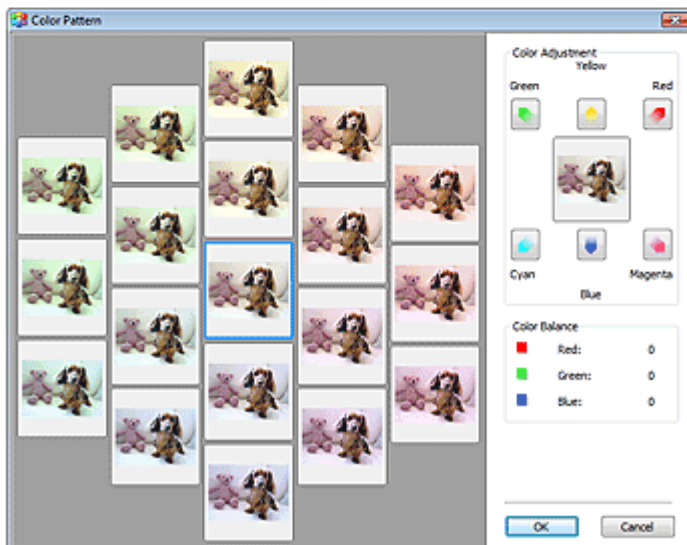 Color Pattern
Color Adjustment
Yellow
Green Red
Cyan Magenta
Blue
Color Balance
Red: 0
Green: 0
Blue: 0
OK Cancel